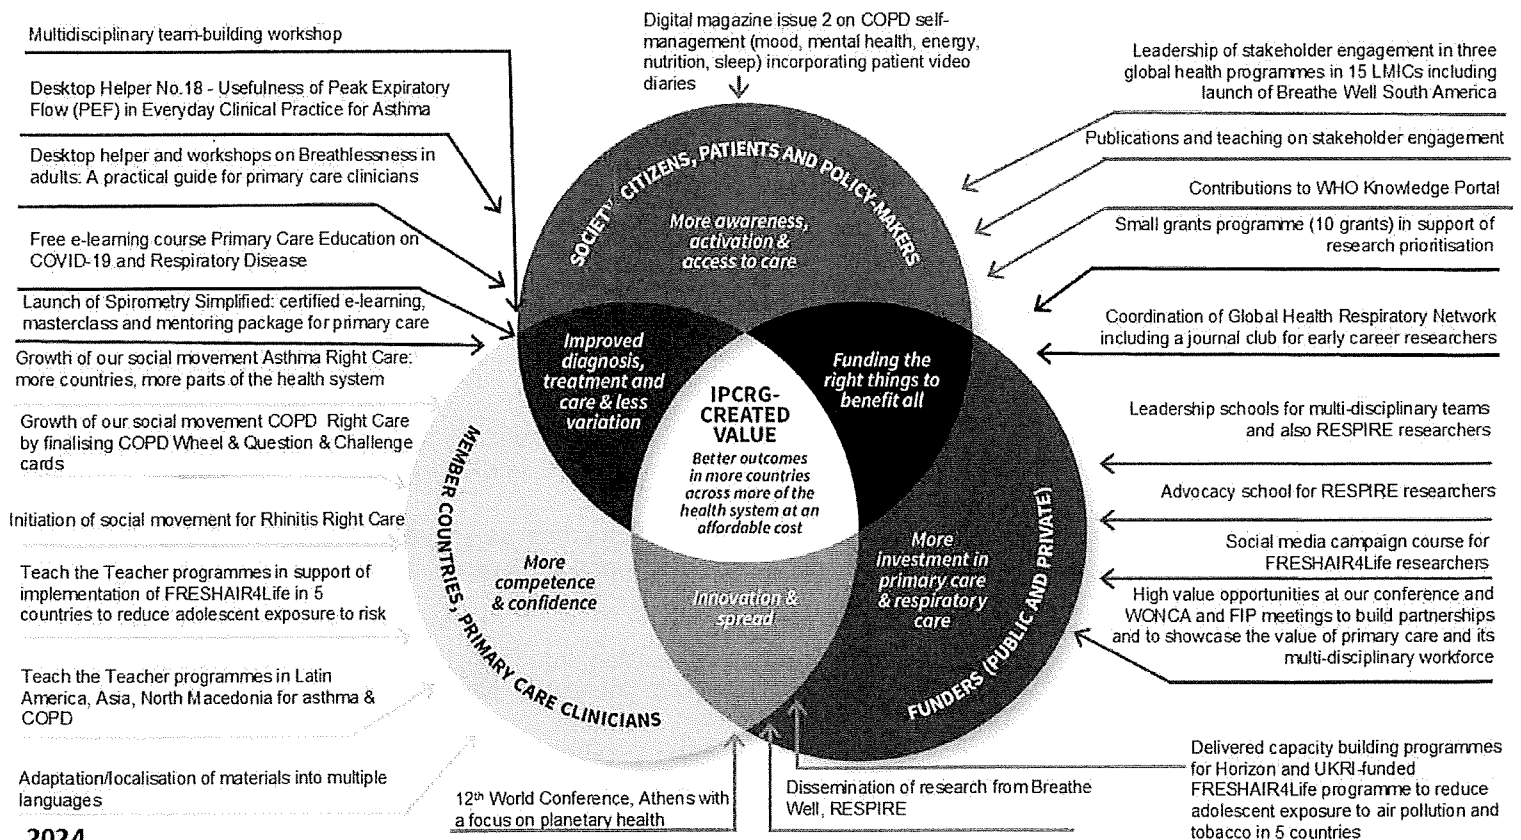 Multidisciplinary team-building workshop
Desktop Helper No.18 - Usefulness of Peak Expiratory
Flow (PEF) in Everyday Clinical Practice for Asthma
Desktop helper and workshops on Breathlessness in
adults: A practical guide for primary care clinicians
Free e-learning course Primary Care Education on
COVID-19 and Respiratory Disease
Launch of Spirometry Simplified: certified e-learning,
masterclass and mentoring package for primary care
Growth of our social movement Asthma Right Care:
more countries, more parts of the health system
Growth of our social movement COPD Right Care
by finalising COPD Wheel & Question & Challenge
cards
Initiation of social movement for Rhinitis Right Care
Teach the Teacher programmes in support of
implementation of FRESHAIR4Life in 5
countries to reduce adolescent exposure to risk
Teach the Teacher programmes in Latin
America, Asia, North Macedonia for asthma &
COPD
Adaptation/localisation of materials into multiple
languages
2024
Digital magazine issue 2 on COPD self-
management (mood, mental health, energy,
nutrition, sleep) incorporating patient video
diaries
SOCIETY CITIZENS, PATIENTS AND POLICY-MAKERS
More awareness,
activation &
access to care
Improved
diagnosis,
treatment and
care & less
variation
Funding the
right things to
benefit all
IPCRG-
CREATED
VALUE
Better outcomes
in more countries
across more of the
health system at an
affordable cost
MEMBER COUNTRIES, PRIMARY CARE CLINICIANS
More
competence
& confidence
Innovation &
spread
More
investment in
primary care
& respiratory
care
FUNDERS (PUBLIC AND PRIVATE)
12th World Conference, Athens with
a focus on planetary health
Dissemination of research from Breathe
Well, RESPIRE
Leadership of stakeholder engagement in three
global health programmes in 15 LMICs including
launch of Breathe Well South America
Publications and teaching on stakeholder engagement
Contributions to WHO Knowledge Portal
Small grants programme (10 grants) in support of
research prioritisation
Coordination of Global Health Respiratory Network
including a journal club for early career researchers
Leadership schools for multi-disciplinary teams
and also RESPIRE researchers
Advocacy school for RESPIRE researchers
Social media campaign course for
FRESHAIR4Life researchers
High value opportunities at our conference and
WONCA and FIP meetings to build partnerships
and to showcase the value of primary care and its
multi-disciplinary workforce
Delivered capacity building programmes
for Horizon and UKRI-funded
FRESHAIR4Life programme to reduce
adolescent exposure to air pollution and
tobacco in 5 countries